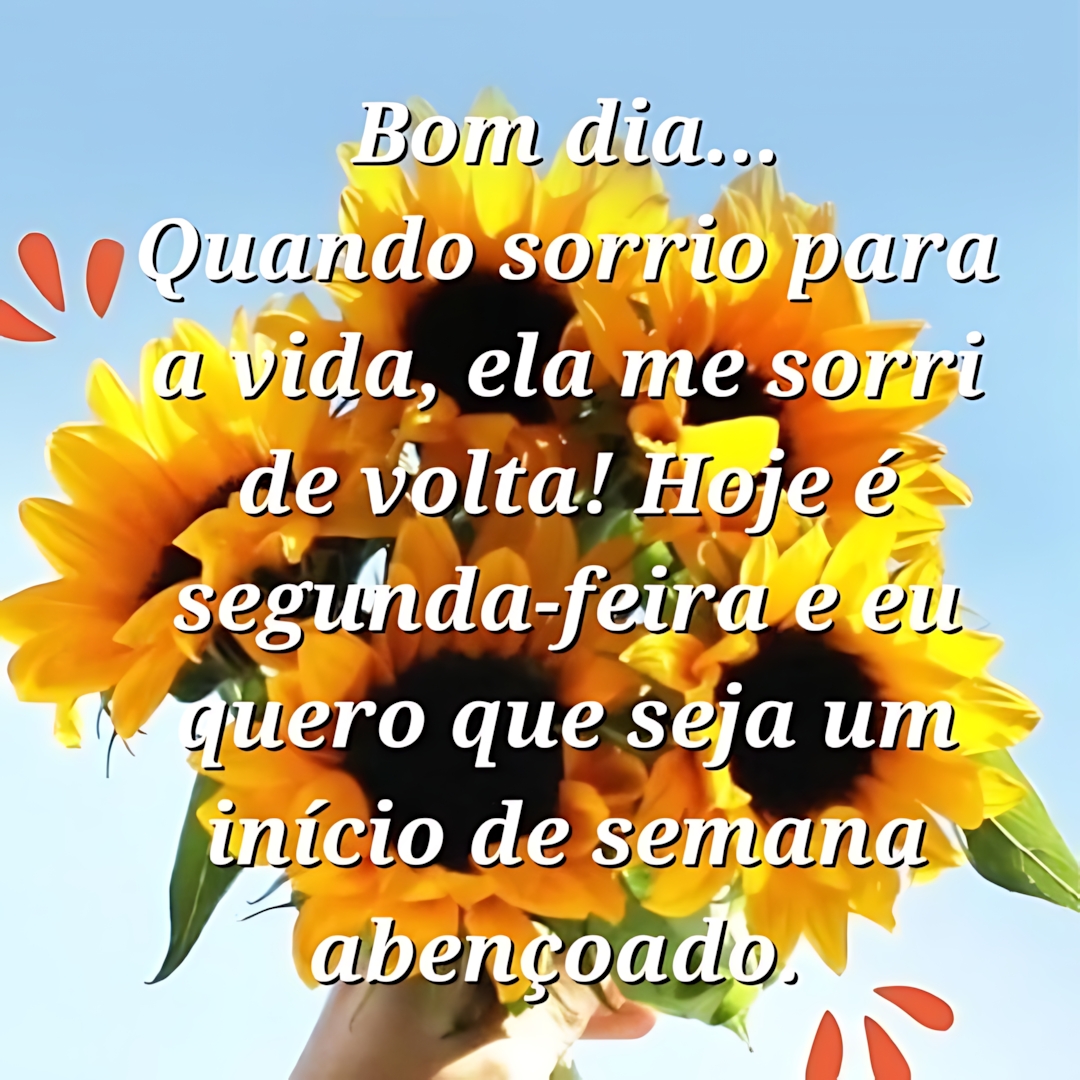 Bom dia...
Quando sorrio para
a vida, ela me sorri
de volta! Hoje é
segunda-feira e eu
quero que seja um
início de semana
abençoado.